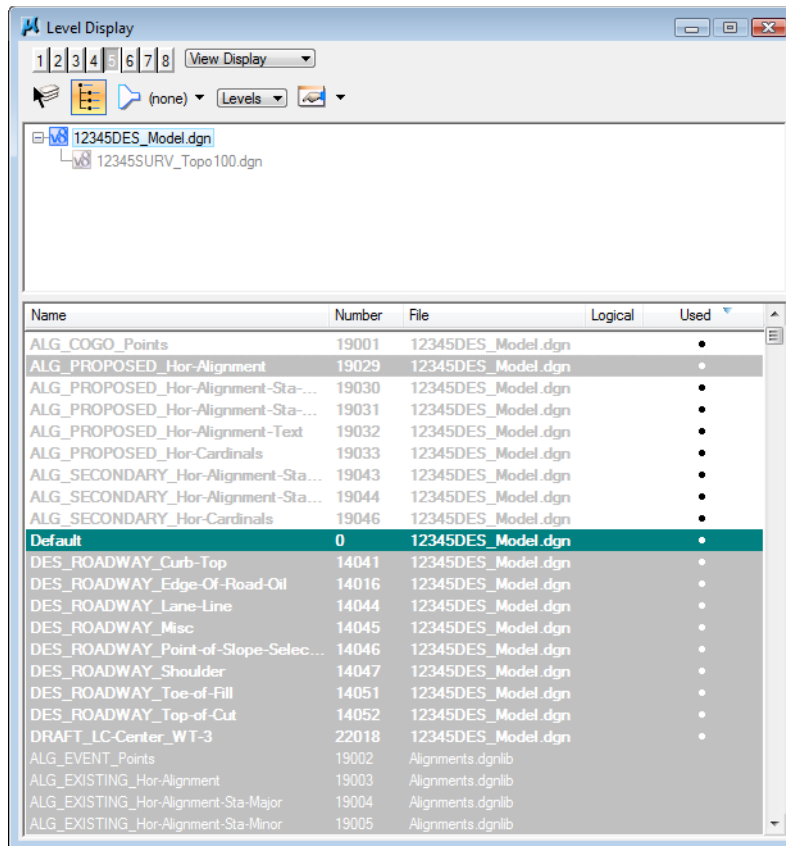 Level Display
1 2 3 4 5 6 7 8 View Display
(none) Levels
12345DES_Model.dgn
12345SURV_Topo100.dgn
Name Number File Logical Used
ALG_COGO_Points 19001 12345DES_Model.dgn
ALG_PROPOSED_Hor-Alignment 19029 12345DES_Model.dgn
ALG_PROPOSED_Hor-Alignment-Sta-... 19030 12345DES_Model.dgn
ALG_PROPOSED_Hor-Alignment-Sta-... 19031 12345DES_Model.dgn
ALG_PROPOSED_Hor-Alignment-Text 19032 12345DES_Model.dgn
ALG_PROPOSED_Hor-Cardinals 19033 12345DES_Model.dgn
ALG_SECONDARY_Hor-Alignment-Sta... 19043 12345DES_Model.dgn
ALG_SECONDARY_Hor-Alignment-Sta... 19044 12345DES_Model.dgn
ALG_SECONDARY_Hor-Cardinals 19046 12345DES_Model.dgn
Default 0 12345DES_Model.dgn
DES_ROADWAY_Curb-Top 14041 12345DES_Model.dgn
DES_ROADWAY_Edge-Of-Road-Oil 14016 12345DES_Model.dgn
DES_ROADWAY_Lane-Line 14044 12345DES_Model.dgn
DES_ROADWAY_Misc 14045 12345DES_Model.dgn
DES_ROADWAY_Point-of-Slope-Selec... 14046 12345DES_Model.dgn
DES_ROADWAY_Shoulder 14047 12345DES_Model.dgn
DES_ROADWAY_Toe-of-Fill 14051 12345DES_Model.dgn
DES_ROADWAY_Top-of-Cut 14052 12345DES_Model.dgn
DRAFT_LC-Center_WT-3 22018 12345DES_Model.dgn
ALG_EVENT_Points 19002 Alignments.dgnlib
ALG_EXISTING_Hor-Alignment 19003 Alignments.dgnlib
ALG_EXISTING_Hor-Alignment-Sta-Major 19004 Alignments.dgnlib
ALG_EXISTING_Hor-Alignment-Sta-Minor 19005 Alignments.dgnlib